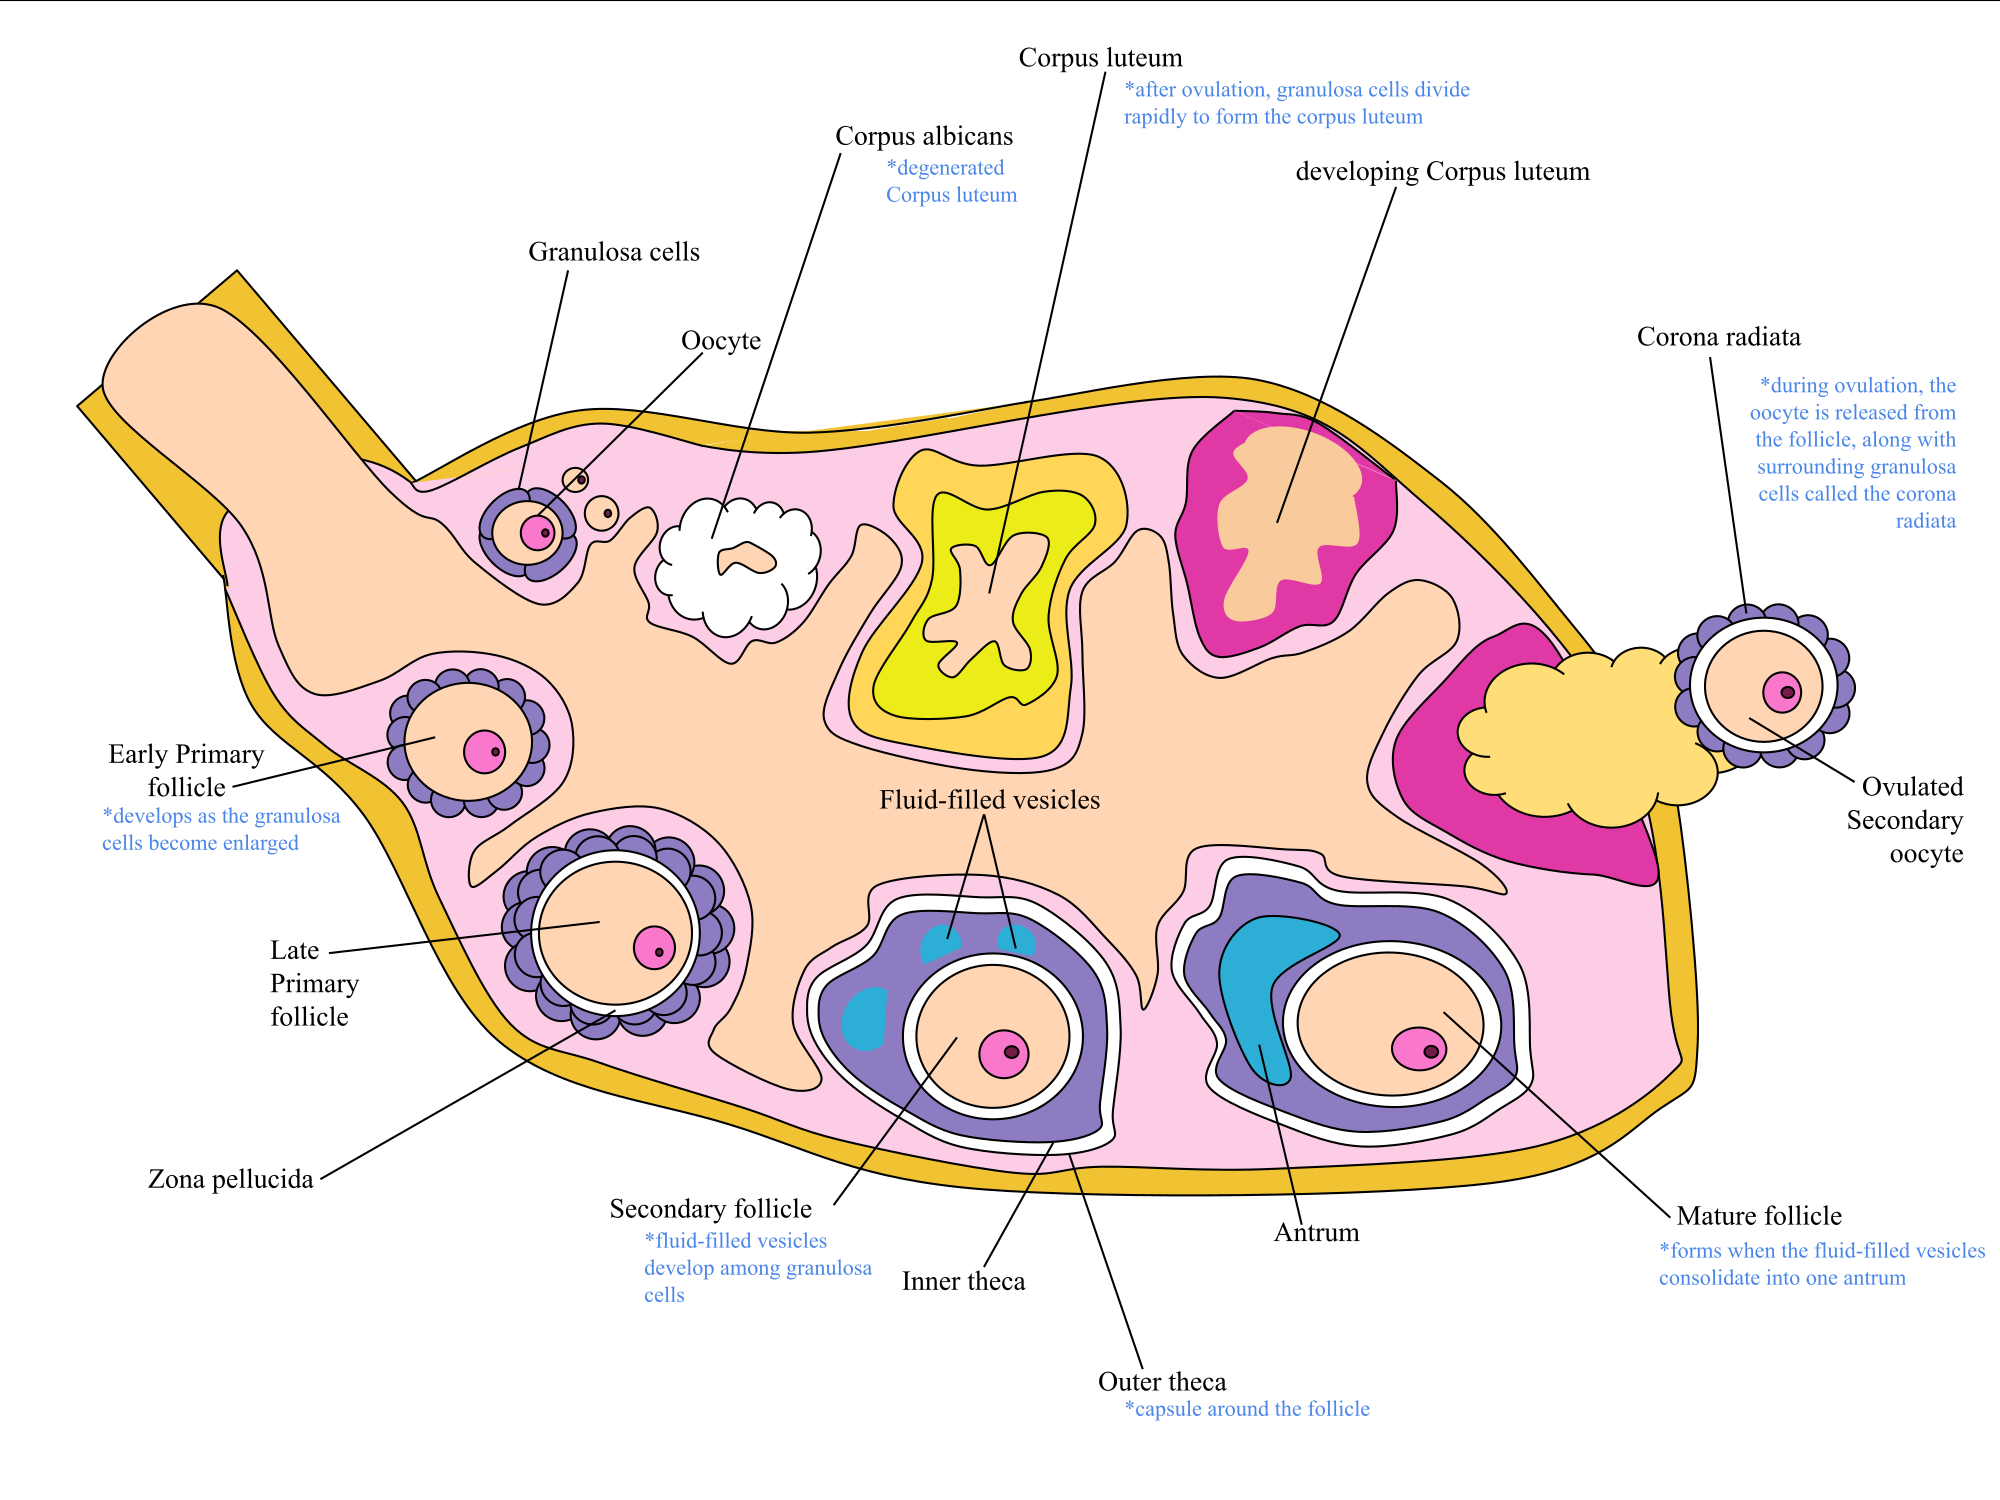 Corpus luteum
*after ovulation, granulosa cells divide
rapidly to form the corpus luteum
Corpus albicans
*degenerated
Corpus luteum
developing Corpus luteum
Granulosa cells
Oocyte
Corona radiata
*during ovulation, the
oocyte is released from
the follicle, along with
surrounding granulosa
cells called the corona
radiata
Early Primary
follicle
*develops as the granulosa
cells become enlarged
Fluid-filled vesicles
Ovulated
Secondary
oocyte
Late
Primary
follicle
Zona pellucida
Secondary follicle
*fluid-filled vesicles
develop among granulosa
cells
Inner theca
Antrum
Mature follicle
*forms when the fluid-filled vesicles
consolidate into one antrum
Outer theca
*capsule around the follicle